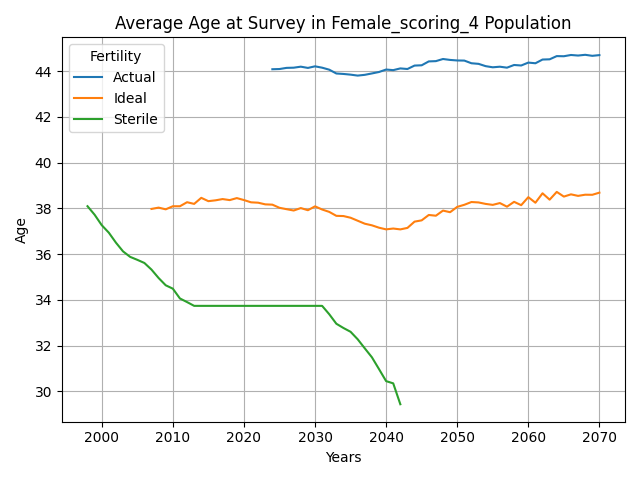 Average Age at Survey in Female_scoring_4 Population
Fertility
Actual
Ideal
Sterile
Age
44
42
40
38
36
34
32
30
2000 2010 2020 2030 2040 2050 2060 2070
Years